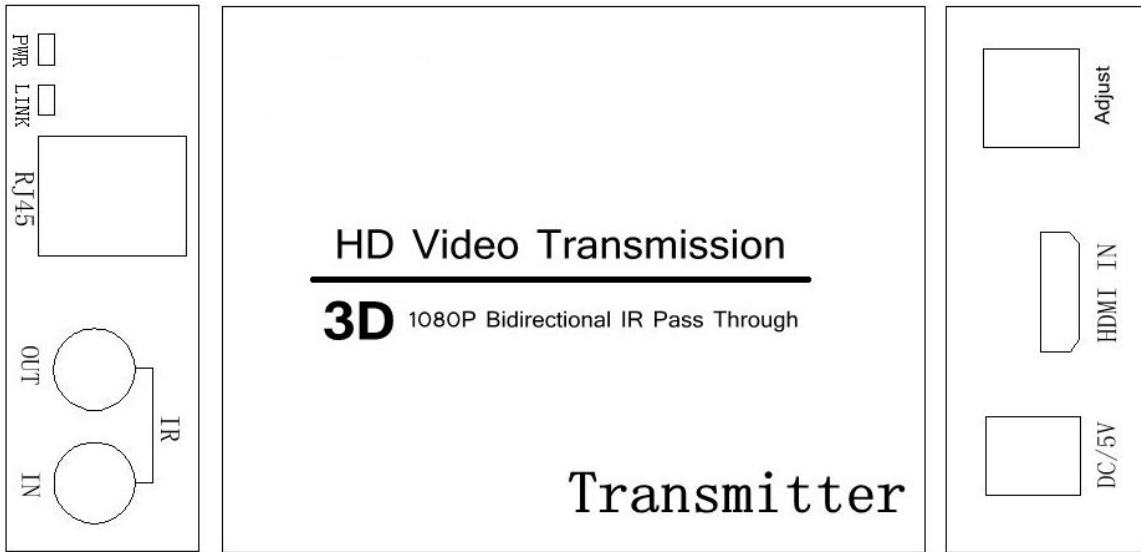 PWR
LINK
RJ45
OUT
IR
IN
HD Video Transmission
3D 1080P Bidirectional IR Pass Through
Transmitter
Adjust
HDMI IN
DC/5V